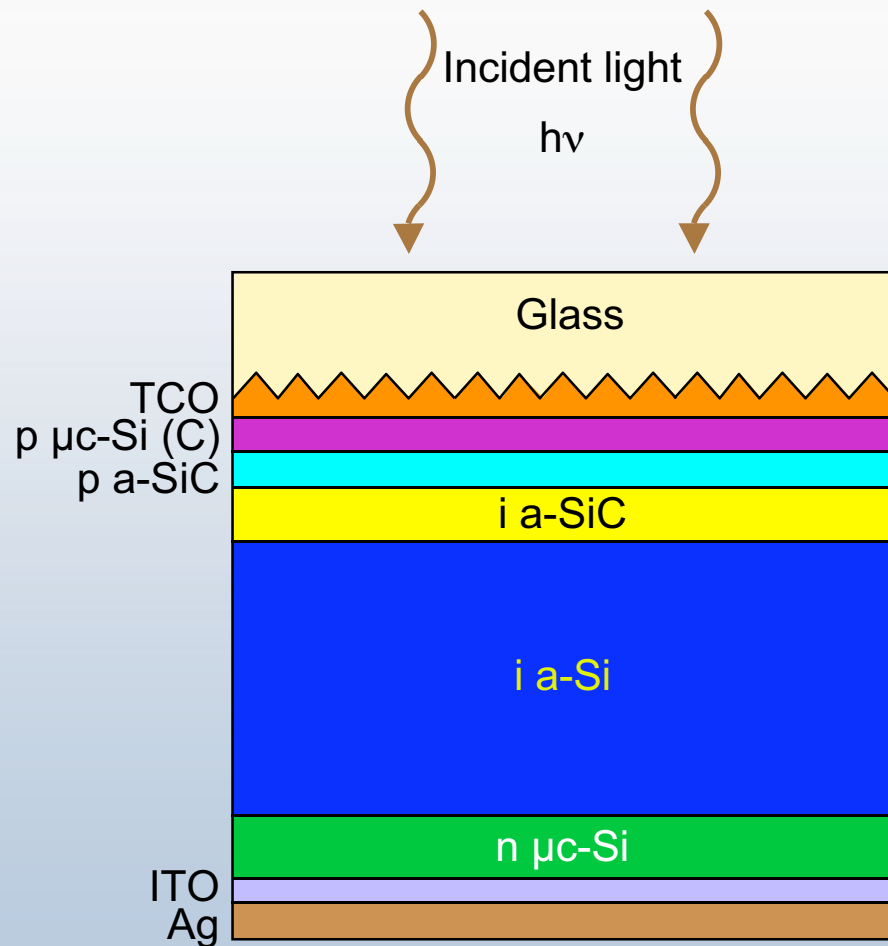 Incident light
hν
Glass
TCO
p µc-Si (C)
p a-SiC
i a-SiC
i a-Si
n µc-Si
ITO
Ag